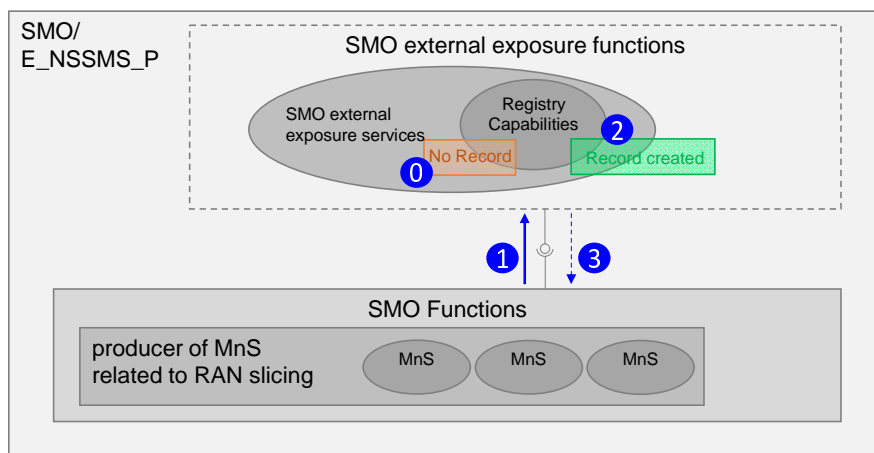 SMO/
E_NSSMS_P
SMO external exposure functions
SMO external
exposure services
Registry
Capabilities
2
No Record
Record created
0
1
3
SMO Functions
producer of MnS
related to RAN slicing
MnS
MnS
MnS